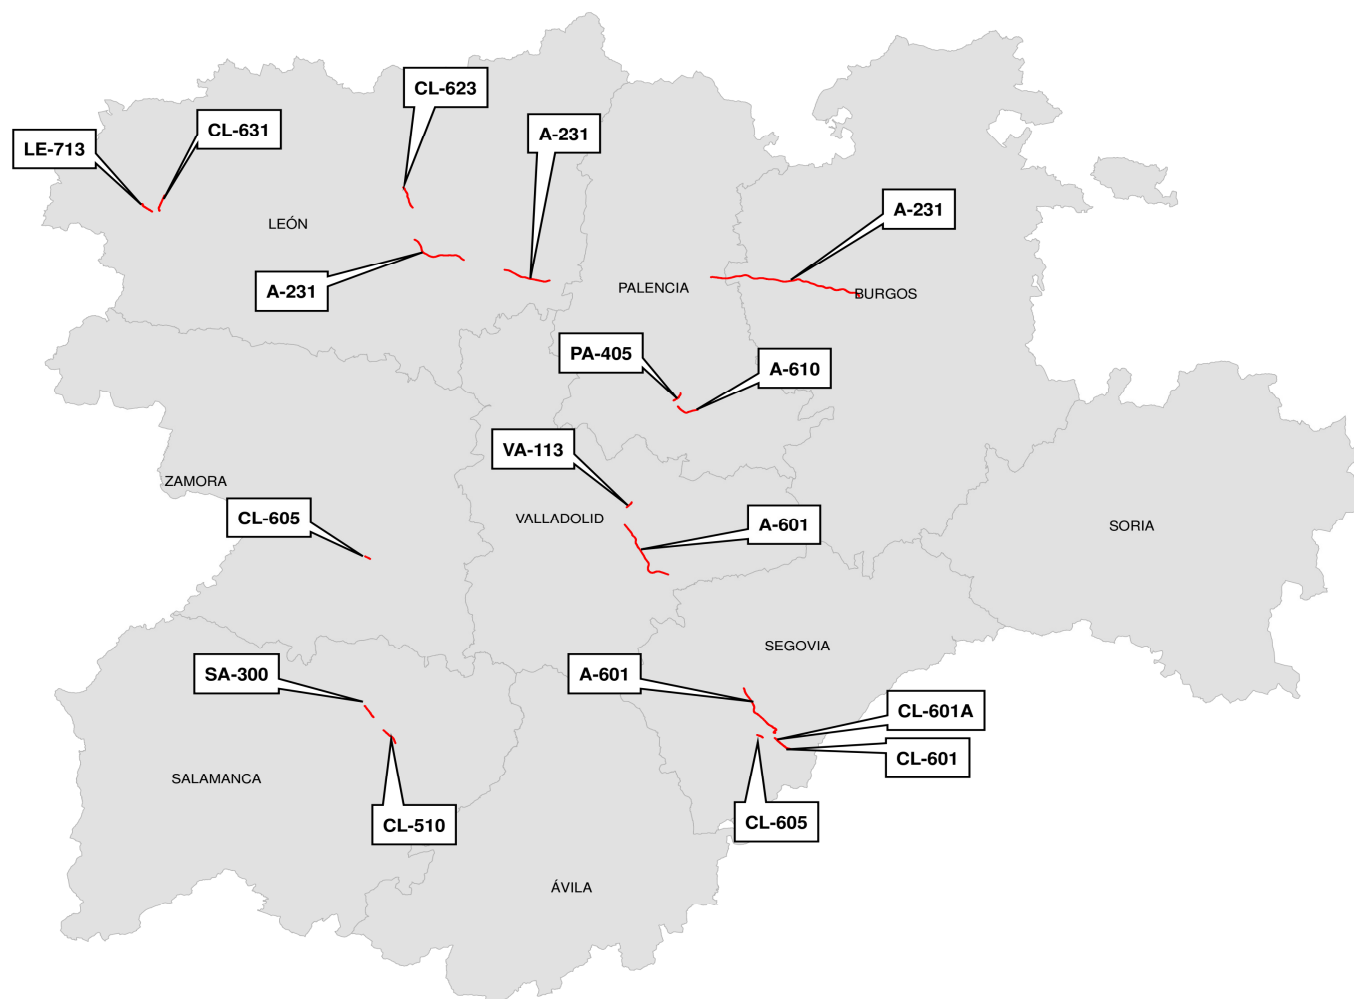 CL-623
CL-631
A-231
LE-713
A-231
LEÓN
A-231
PALENCIA
BURGOS
PA-405
A-610
VA-113
ZAMORA
CL-605
VALLADOLID
A-601
SORIA
SEGOVIA
SA-300
A-601
CL-601A
CL-601
SALAMANCA
CL-510
CL-605
ÁVILA